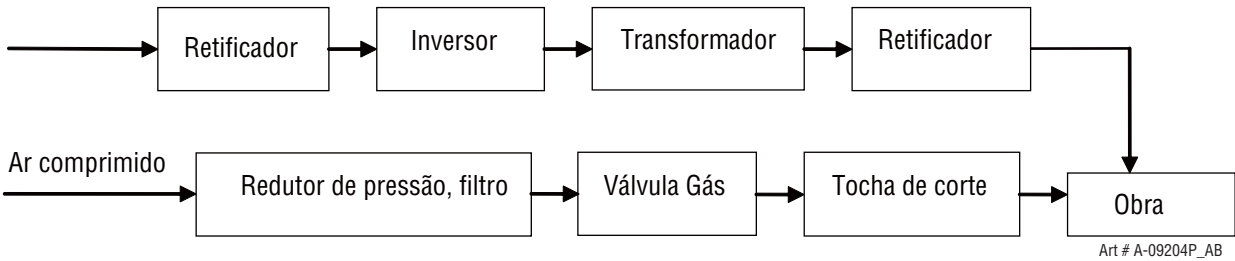 Retificador
Inversor
Transformador
Retificador
Ar comprimido
Redutor de pressão, filtro
Válvula Gás
Tocha de corte
Obra
Art # A-09204P_AB